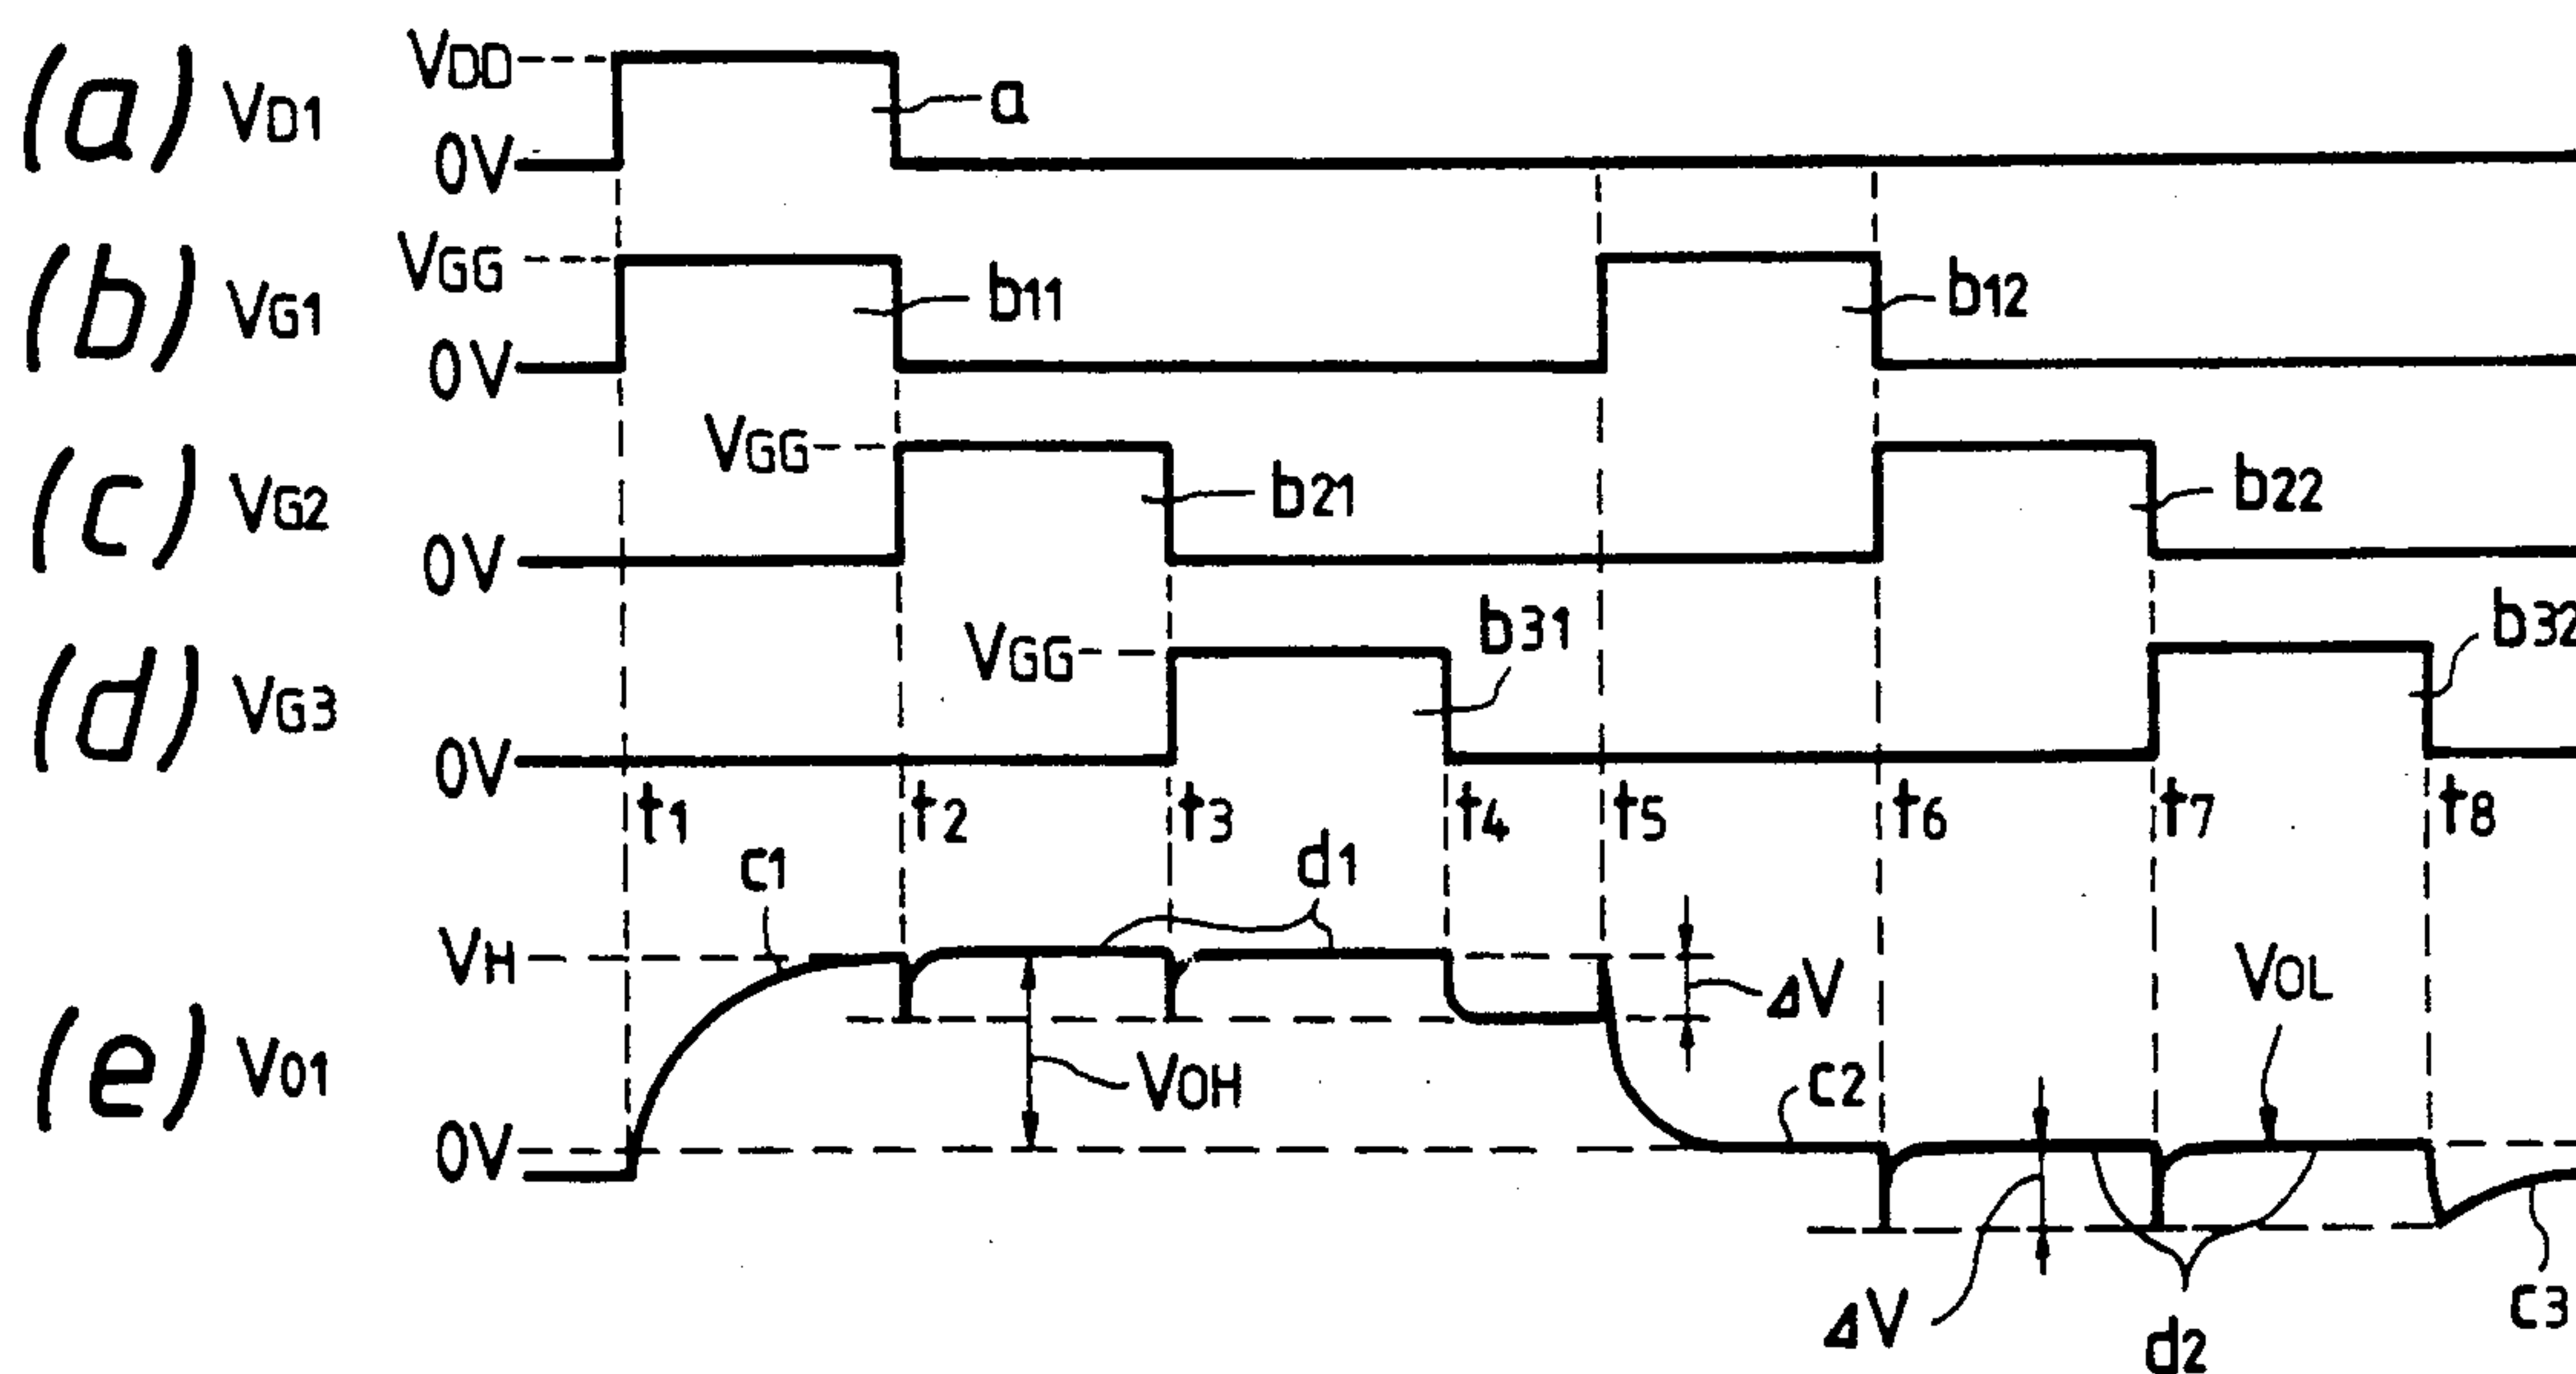 (a) VD1 VDD 0V a
(b) VG1 VGG 0V b11 b12
(c) VG2 VGG 0V b21 b22
(d) VG3 VGG 0V b31 b32
t1 t2 t3 t4 t5 t6 t7 t8
(e) V01 VH 0V c1 d1 VOH ΔV c2 VOL ΔV d2 c3